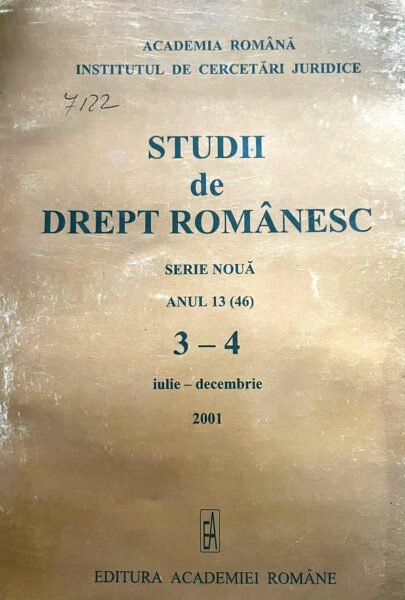 ACADEMIA ROMÂNĂ
INSTITUTUL DE CERCETĂRI JURIDICE
7122
STUDII
de
DREPT ROMÂNESC
SERIE NOUĂ
ANUL 13 (46)
3 – 4
iulie – decembrie
2001
EA
EDITURA ACADEMIEI ROMÂNE